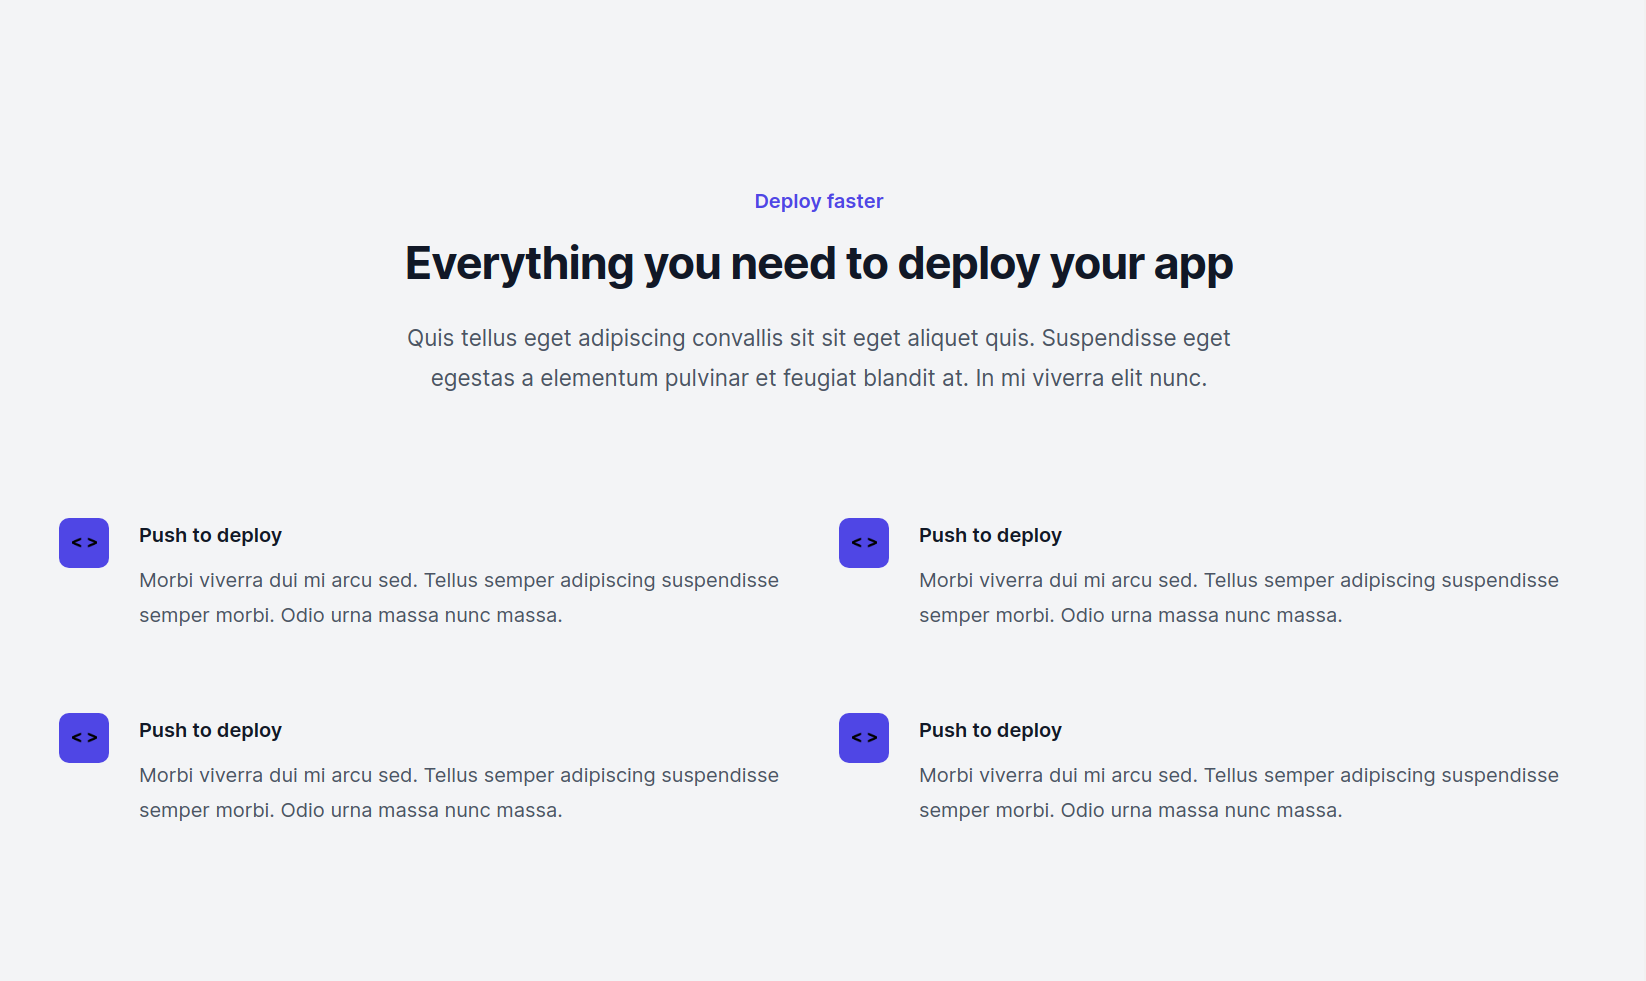 Deploy faster
Everything you need to deploy your app
Quis tellus eget adipiscing convallis sit sit eget aliquet quis. Suspendisse eget
egestas a elementum pulvinar et feugiat blandit at. In mi viverra elit nunc.
< >
Push to deploy
Morbi viverra dui mi arcu sed. Tellus semper adipiscing suspendisse
semper morbi. Odio urna massa nunc massa.
< >
Push to deploy
Morbi viverra dui mi arcu sed. Tellus semper adipiscing suspendisse
semper morbi. Odio urna massa nunc massa.
< >
Push to deploy
Morbi viverra dui mi arcu sed. Tellus semper adipiscing suspendisse
semper morbi. Odio urna massa nunc massa.
< >
Push to deploy
Morbi viverra dui mi arcu sed. Tellus semper adipiscing suspendisse
semper morbi. Odio urna massa nunc massa.